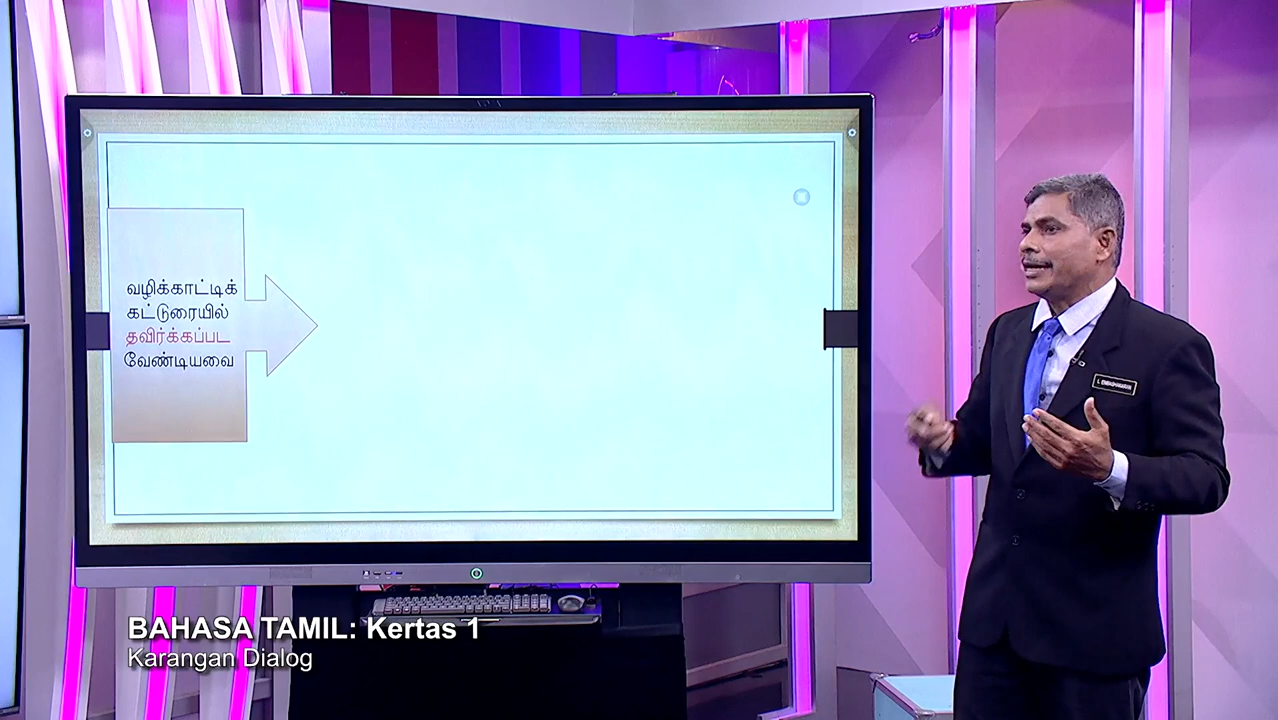 வழிக்காட்டிக்
கட்டுரையில்
தவிர்க்கப்பட
வேண்டியவை
BAHASA TAMIL: Kertas 1
Karangan Dialog